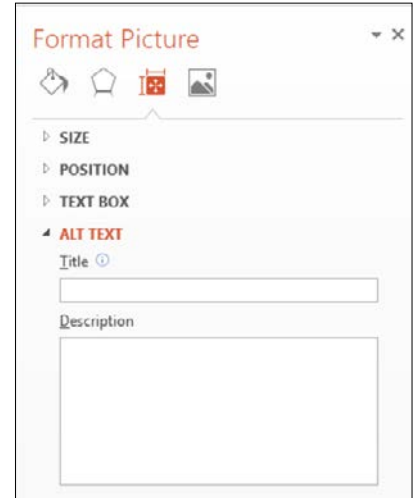 Format Picture
SIZE
POSITION
TEXT BOX
ALT TEXT
Title
Description